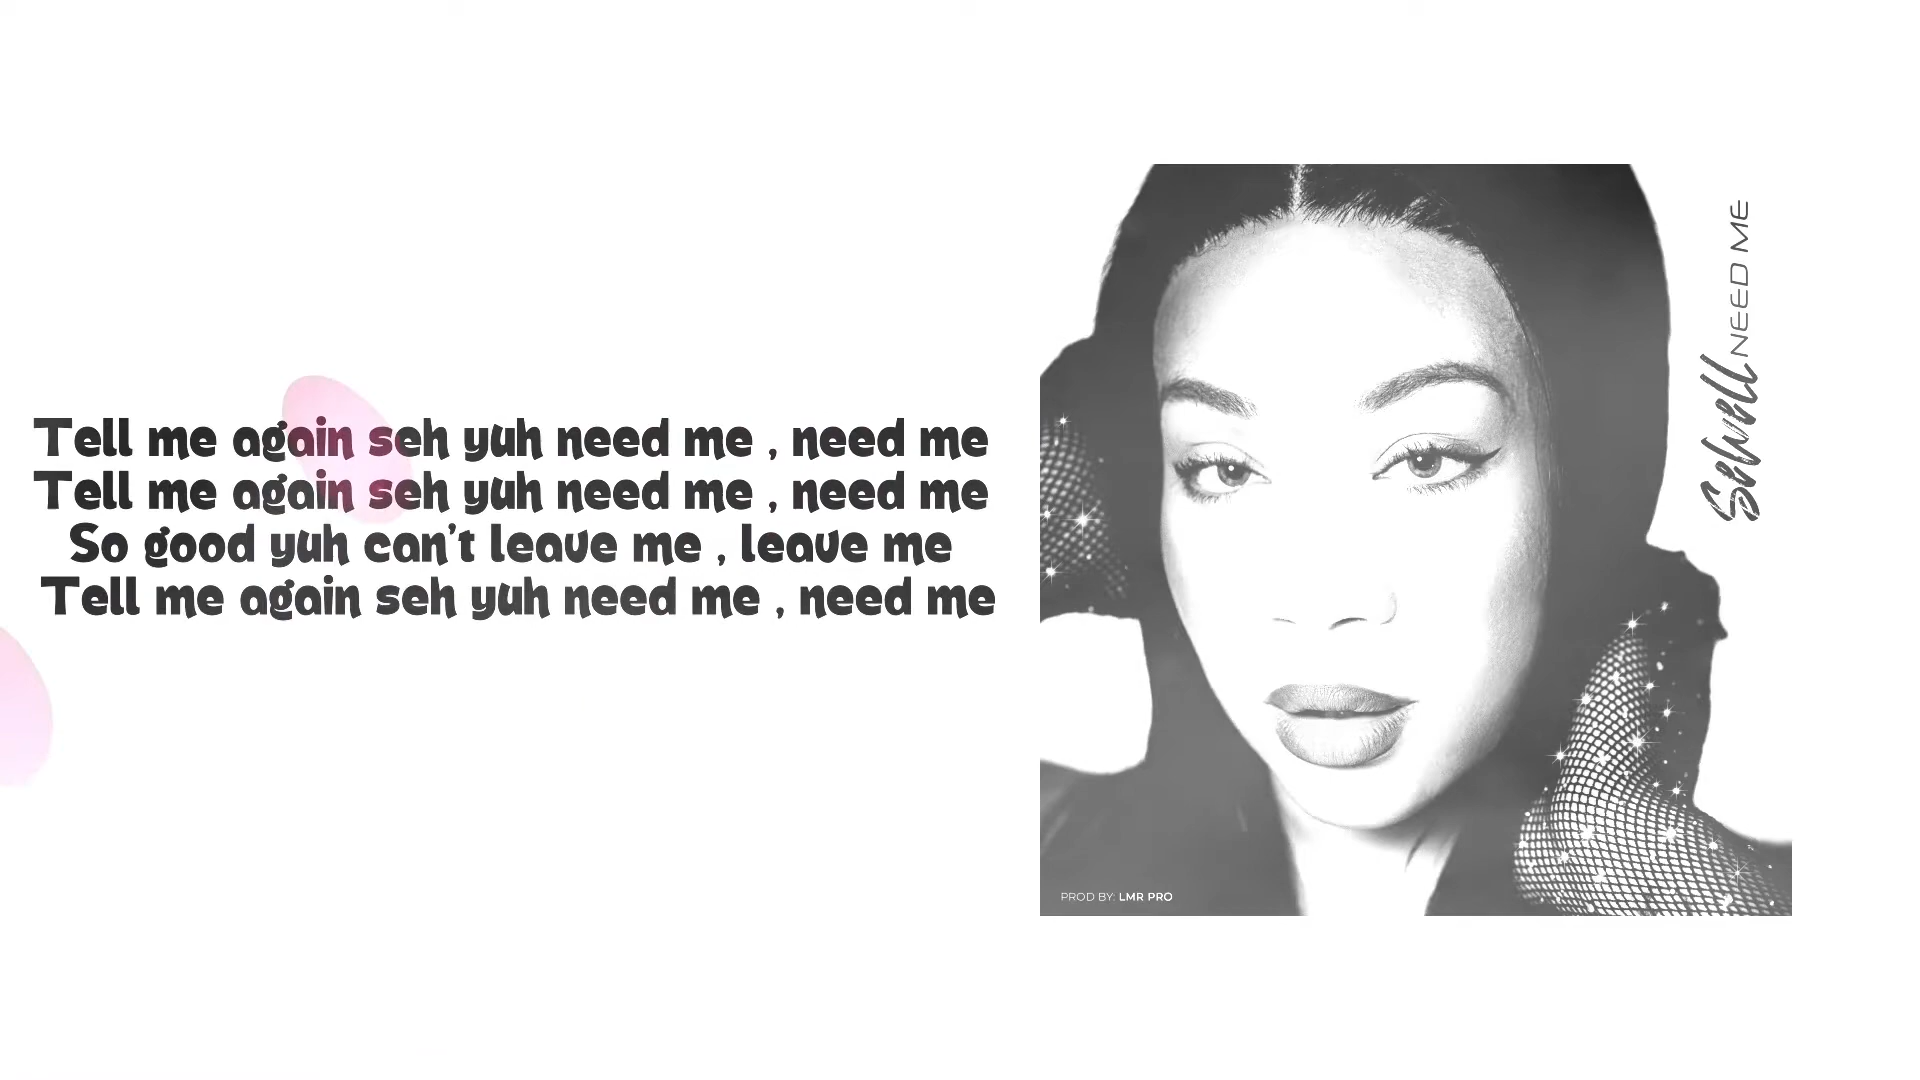 Tell me again seh yuh need me , need me
Tell me again seh yuh need me , need me
So good yuh can't leave me , leave me
Tell me again seh yuh need me , need me
Sewell NEED ME
PROD BY: LMR PRO